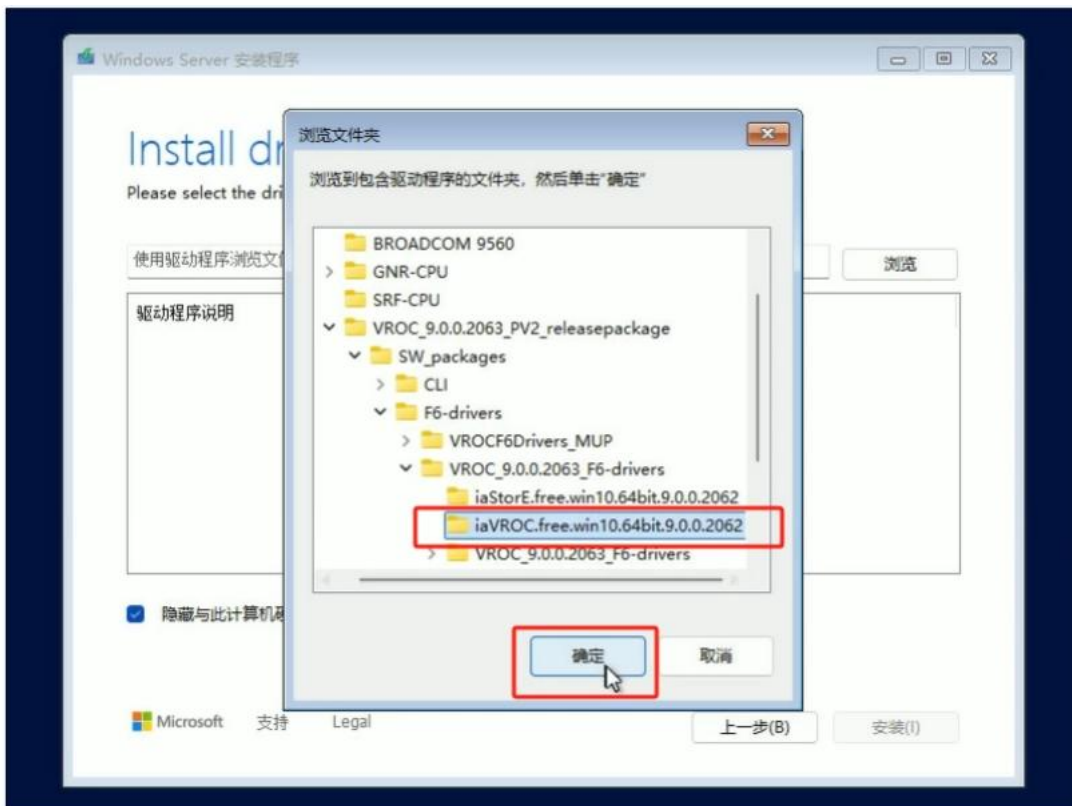 Windows Server 安装程序
浏览文件夹
Install dr
浏览到包含驱动程序的文件夹，然后单击"确定"
Please select the dri
BROADCOM 9560
使用驱动程序浏览文件
浏览
GNR-CPU
SRF-CPU
驱动程序说明
VROC_9.0.0.2063_PV2_releasepackage
SW_packages
CLI
F6-drivers
VROCF6Drivers_MUP
VROC_9.0.0.2063_F6-drivers
iaStorE.free.win10.64bit.9.0.0.2062
iaVROC.free.win10.64bit.9.0.0.2062
VROC_9.0.0.2063_F6-drivers
隐藏与此计算机硬
确定
取消
Microsoft 支持 Legal
上一步(B)
安装(I)